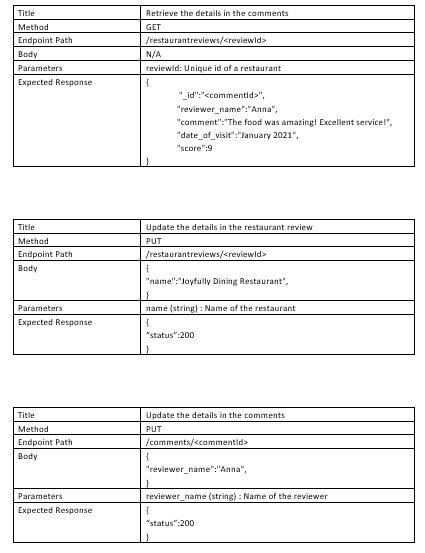 Title Retrieve the details in the comments
Method GET
Endpoint Path /restaurantreviews/<reviewId>
Body N/A
Parameters reviewId: Unique id of a restaurant
Expected Response {
"_id":"<commentId>",
"reviewer_name":"Anna",
"comment":"The food was amazing! Excellent service!",
"date_of_visit":"January 2021",
"score":9
}
Title Update the details in the restaurant review
Method PUT
Endpoint Path /restaurantreviews/<reviewId>
Body {
"name":"Joyfully Dining Restaurant",
}
Parameters name (string) : Name of the restaurant
Expected Response {
"status":200
}
Title Update the details in the comments
Method PUT
Endpoint Path /comments/<commentId>
Body {
"reviewer_name":"Anna",
}
Parameters reviewer_name (string) : Name of the reviewer
Expected Response {
"status":200
}